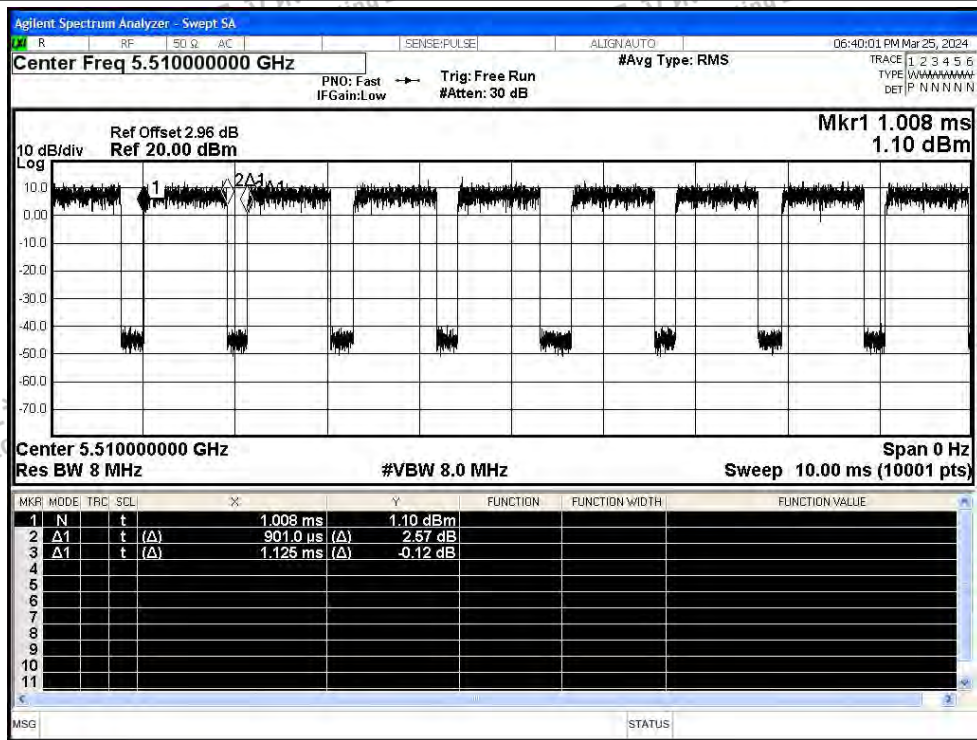 Agilent Spectrum Analyzer - Swept SA
R RF 50 Ω AC SENSE:PULSE ALIGN AUTO 06:40:01 PM Mar 25, 2024
Center Freq 5.510000000 GHz #Avg Type: RMS TRACE 1 2 3 4 5 6
PNO: Fast Trig: Free Run TYPE WWWWWW
IFGain:Low #Atten: 30 dB DET P N N N N N
Mkr1 1.008 ms
Ref Offset 2.96 dB
10 dB/div Ref 20.00 dBm 1.10 dBm
Log
10.0
1 2Δ1 3Δ1
0.00
-10.0
-20.0
-30.0
-40.0
-50.0
-60.0
-70.0
Center 5.510000000 GHz Span 0 Hz
Res BW 8 MHz #VBW 8.0 MHz Sweep 10.00 ms (10001 pts)
MKR MODE TRC SCL X Y FUNCTION FUNCTION WIDTH FUNCTION VALUE
1 N t 1.008 ms 1.10 dBm
2 Δ1 t (Δ) 901.0 µs (Δ) 2.57 dB
3 Δ1 t (Δ) 1.125 ms (Δ) -0.12 dB
4
5
6
7
8
9
10
11
MSG STATUS